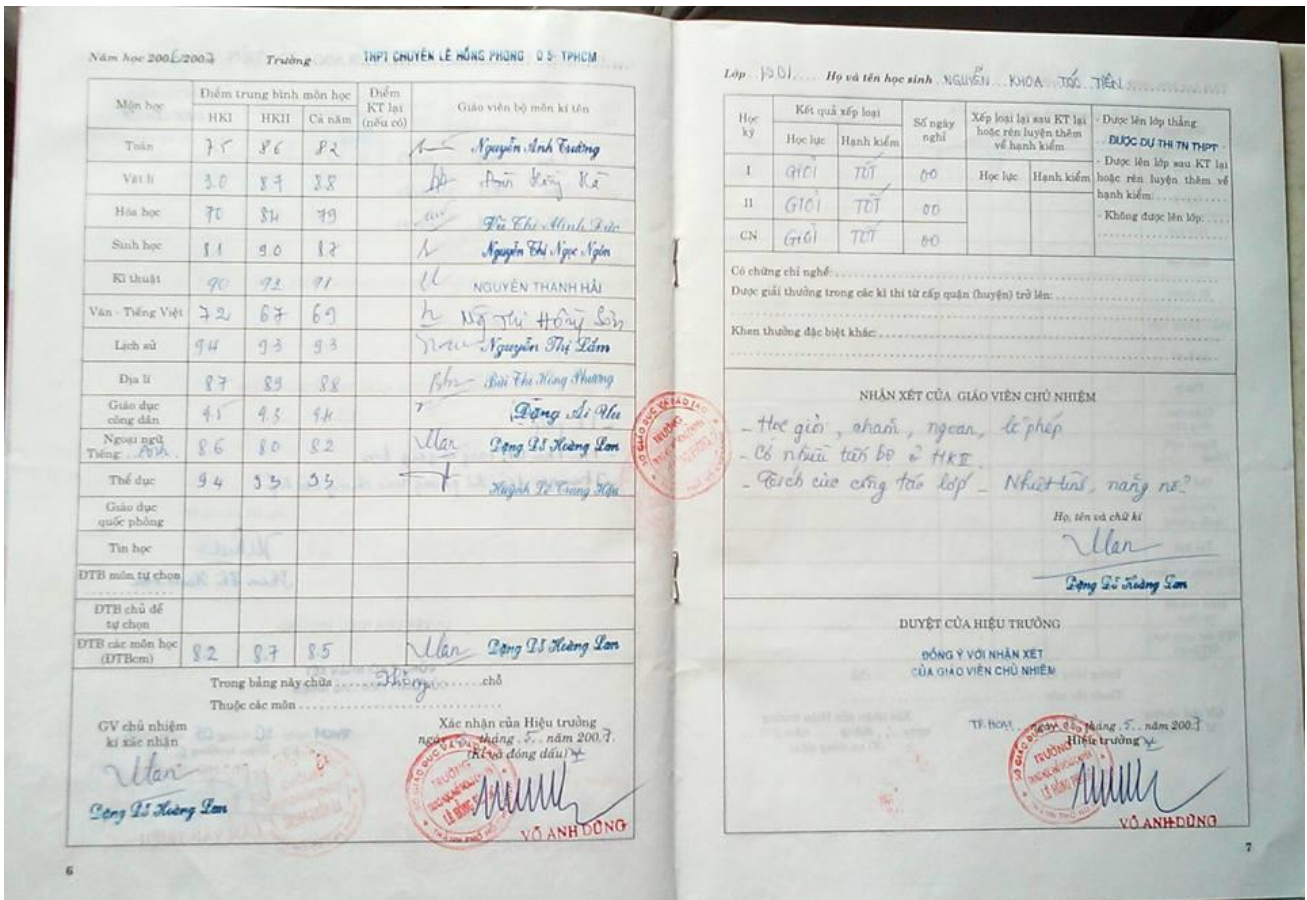 Năm học 2006/2007 Trường THPT CHUYÊN LÊ HỒNG PHONG Q 5- TPHCM
Môn học Điểm trung bình môn học Điểm KT lại (nếu có) Giáo viên bộ môn kí tên
HKI HKII Cả năm
Toán 7.5 8.6 8.2 Nguyễn Anh Trường
Vật lí 9.0 8.7 8.8
Hóa học 7.0 8.4 7.9 Vũ Thị Minh Đức
Sinh học 8.1 9.0 8.7 Nguyễn Thị Ngọc Ngôn
Kĩ thuật 9.0 9.2 9.1 NGUYỄN THANH HẢI
Văn - Tiếng Việt 7.2 6.7 6.9 Ng Thị Hồng Sơn
Lịch sử 9.4 9.3 9.3 Nguyễn Thị Lắm
Địa lí 8.7 8.9 8.8 Bùi Thị Hồng Phượng
Giáo dục
công dân 9.5 9.3 9.4 Đặng Ái Ưu
Ngoại ngữ
Tiếng: Anh 8.6 8.0 8.2 Đặng Đỗ Hoàng Lan
Thể dục 9.4 9.3 9.3 Huỳnh Lê Trung Hậu
Giáo dục
quốc phòng
Tin học
ĐTB môn tự chọn
ĐTB chủ đề
tự chọn
ĐTB các môn học
(ĐTBcm) 8.2 8.7 8.5 Đặng Đỗ Hoàng Lan
Trong bảng này chữa Không chỗ
Thuộc các môn
GV chủ nhiệm
kí xác nhận
Đặng Đỗ Hoàng Lan
Xác nhận của Hiệu trưởng
ngày tháng 5 năm 2007
(Kí và đóng dấu)
VÕ ANH DŨNG
6
Lớp Họ và tên học sinh NGUYỄN KHOA TÓC TIÊN
Học kỳ Kết quả xếp loại Số ngày nghỉ Xếp loại lại sau KT lại hoặc rèn luyện thêm về hạnh kiểm
Học lực Hạnh kiểm Học lực Hạnh kiểm
I GIỎI TỐT 00
II GIỎI TỐT 00
CN GIỎI TỐT 00
- Được lên lớp thẳng
ĐƯỢC DỰ THI TN THPT
- Được lên lớp sau KT lại
hoặc rèn luyện thêm về
hạnh kiểm:
- Không được lên lớp:
Có chứng chỉ nghề:
Được giải thưởng trong các kì thi từ cấp quận (huyện) trở lên:
Khen thưởng đặc biệt khác:
NHẬN XÉT CỦA GIÁO VIÊN CHỦ NHIỆM
- Học giỏi, ngoan, lễ phép
- Có nhiều tiến bộ ở HKII
- Tích cực công tác lớp - Nhiệt tình, năng nổ
Họ, tên và chữ kí
Đặng Đỗ Hoàng Lan
DUYỆT CỦA HIỆU TRƯỞNG
ĐỒNG Ý VỚI NHẬN XÉT
CỦA GIÁO VIÊN CHỦ NHIỆM
TP.HCM, ngày tháng 5 năm 2007
Hiệu trưởng
VÕ ANH DŨNG
7